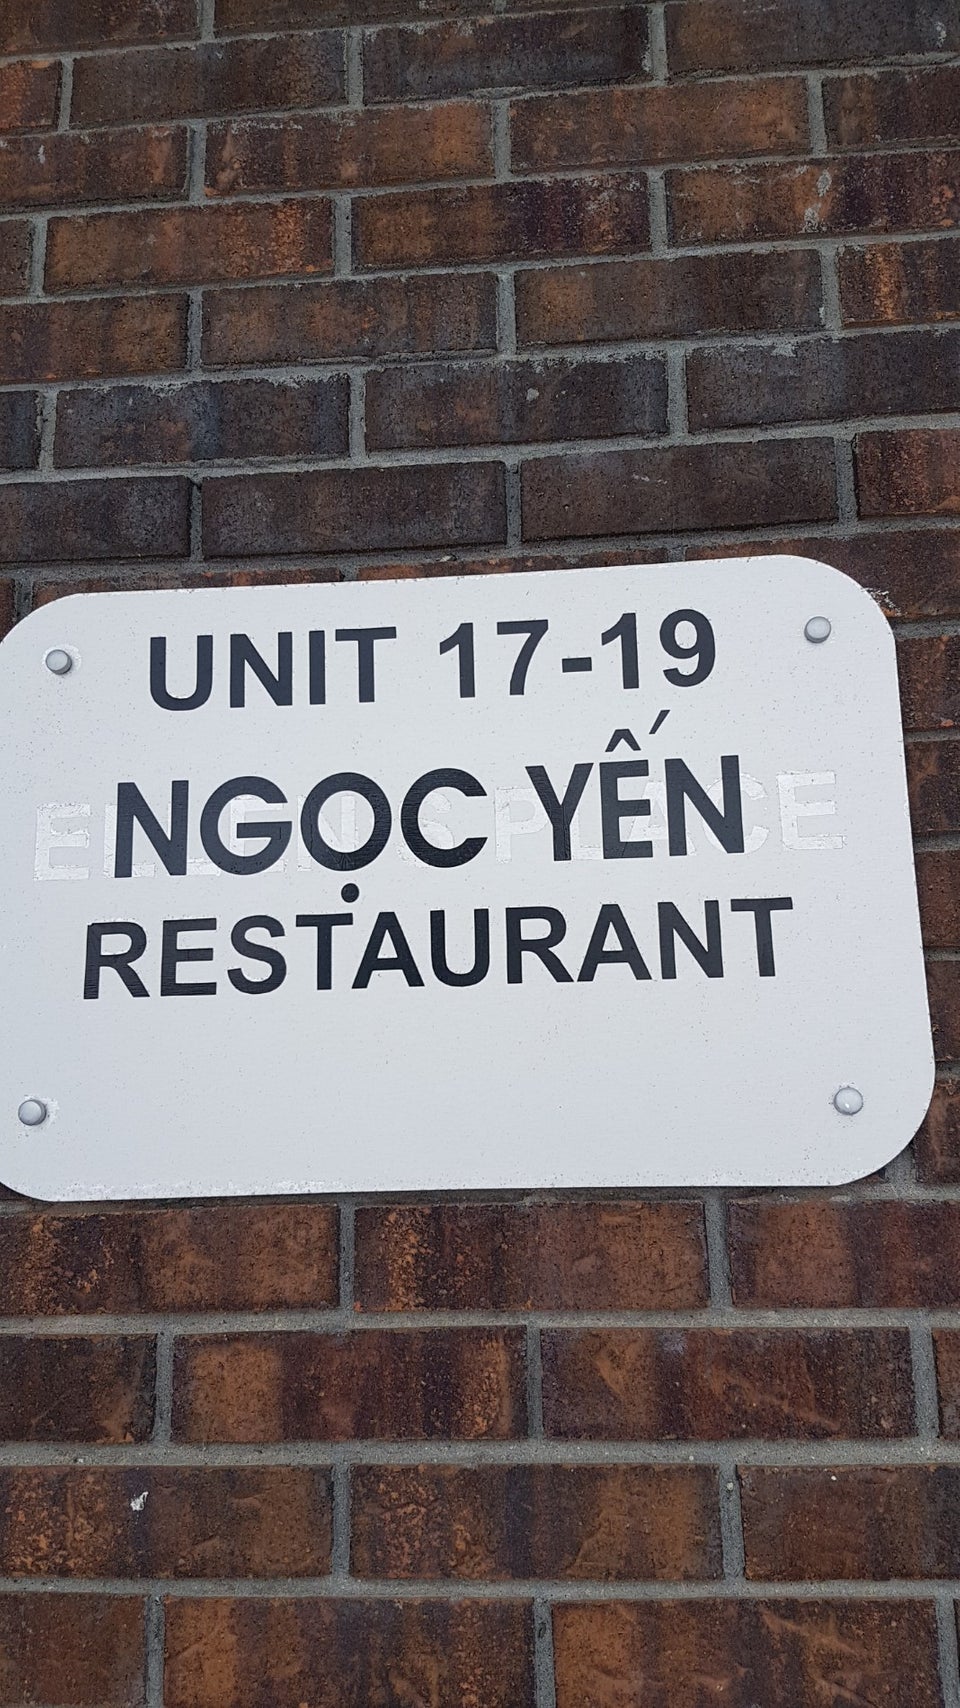 UNIT 17-19
NGỌC YẾN
RESTAURANT